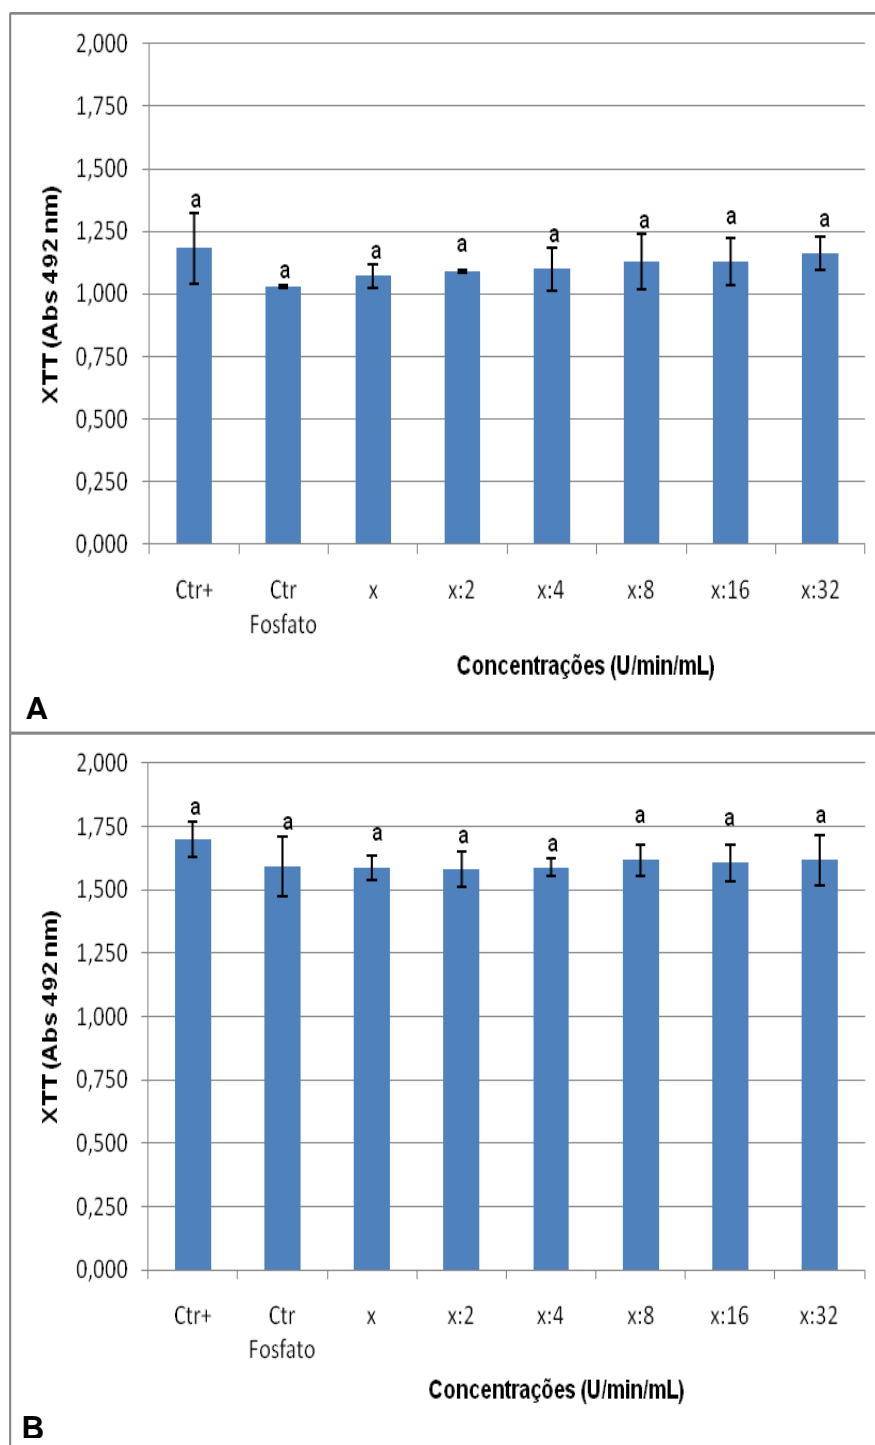 2,000
1,750
1,500
1,250
1,000
0,750
0,500
0,250
0,000
XTT (Abs 492 nm)
a a a a a a a a
Ctr+ Ctr Fosfato x x:2 x:4 x:8 x:16 x:32
Concentrações (U/min/mL)
A
2,000
1,750
1,500
1,250
1,000
0,750
0,500
0,250
0,000
XTT (Abs 492 nm)
a a a a a a a a
Ctr+ Ctr Fosfato x x:2 x:4 x:8 x:16 x:32
Concentrações (U/min/mL)
B